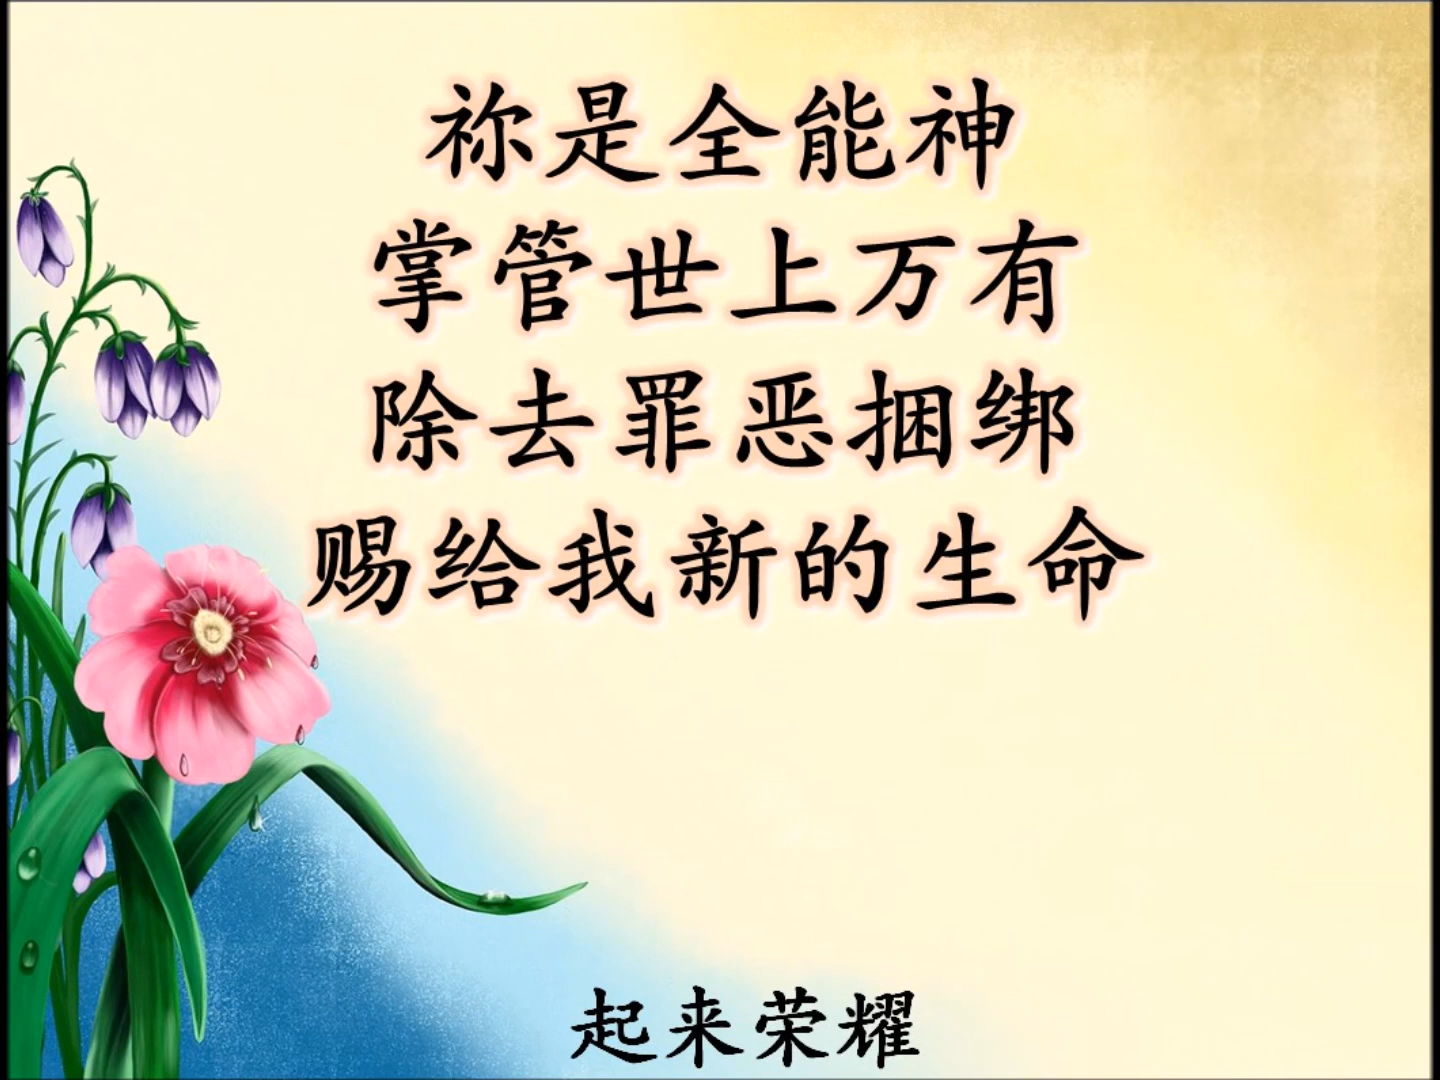 祢是全能神
掌管世上万有
除去罪恶捆绑
赐给我新的生命
起来荣耀